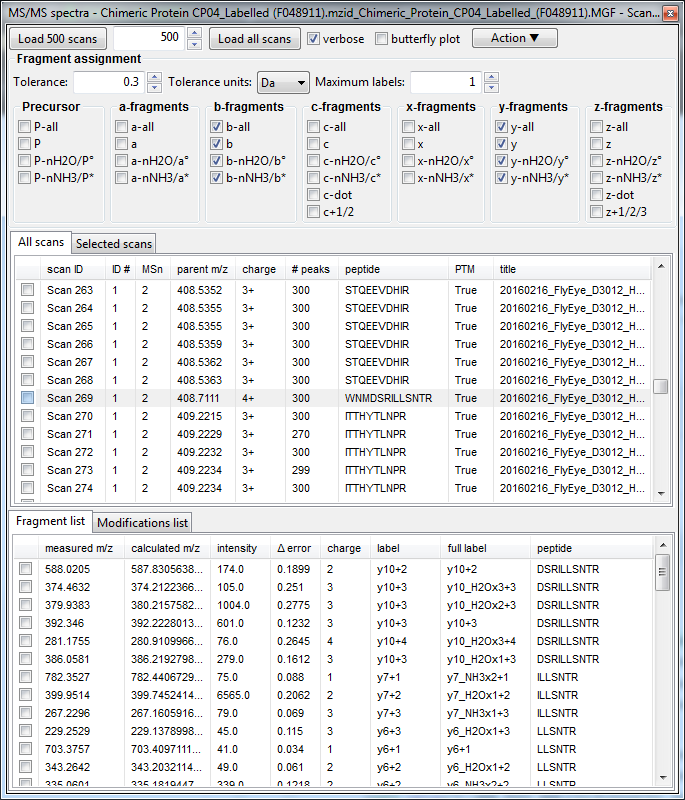 MS/MS spectra - Chimeric Protein CP04_Labelled (F048911).mzid_Chimeric_Protein_CP04_Labelled_(F048911).MGF - Scan...
Load 500 scans 500 Load all scans verbose butterfly plot Action ▼
Fragment assignment
Tolerance: 0.3 Tolerance units: Da Maximum labels: 1
Precursor a-fragments b-fragments c-fragments x-fragments y-fragments z-fragments
P-all a-all b-all c-all x-all y-all z-all
P a b c x y z
P-nH2O/P° a-nH2O/a° b-nH2O/b° c-nH2O/c° x-nH2O/x° y-nH2O/y° z-nH2O/z°
P-nNH3/P* a-nNH3/a* b-nNH3/b* c-nNH3/c* x-nNH3/x* y-nNH3/y* z-nNH3/z*
c-dot z-dot
c+1/2 z+1/2/3
All scans Selected scans
scan ID ID # MSn parent m/z charge # peaks peptide PTM title
Scan 263 1 2 408.5352 3+ 300 STQEEVDHIR True 20160216_FlyEye_D3012_H...
Scan 264 1 2 408.5355 3+ 300 STQEEVDHIR True 20160216_FlyEye_D3012_H...
Scan 265 1 2 408.5355 3+ 300 STQEEVDHIR True 20160216_FlyEye_D3012_H...
Scan 266 1 2 408.5359 3+ 300 STQEEVDHIR True 20160216_FlyEye_D3012_H...
Scan 267 1 2 408.5362 3+ 300 STQEEVDHIR True 20160216_FlyEye_D3012_H...
Scan 268 1 2 408.5363 3+ 300 STQEEVDHIR True 20160216_FlyEye_D3012_H...
Scan 269 1 2 408.7111 4+ 300 WNMDSRILLSNTR True 20160216_FlyEye_D3012_H...
Scan 270 1 2 409.2215 3+ 300 ITTHYTLNPR True 20160216_FlyEye_D3012_H...
Scan 271 1 2 409.2229 3+ 270 ITTHYTLNPR True 20160216_FlyEye_D3012_H...
Scan 272 1 2 409.2232 3+ 300 ITTHYTLNPR True 20160216_FlyEye_D3012_H...
Scan 273 1 2 409.2234 3+ 299 ITTHYTLNPR True 20160216_FlyEye_D3012_H...
Scan 274 1 2 409.2234 3+ 300 ITTHYTLNPR True 20160216_FlyEye_D3012_H...
Fragment list Modifications list
measured m/z calculated m/z intensity Δ error charge label full label peptide
588.0205 587.8305638... 174.0 0.1899 2 y10+2 y10+2 DSRILLSNTR
374.4632 374.2122366... 105.0 0.251 3 y10+3 y10_H2Ox3+3 DSRILLSNTR
379.9383 380.2157582... 1004.0 0.2775 3 y10+3 y10_H2Ox2+3 DSRILLSNTR
392.346 392.2228013... 601.0 0.1232 3 y10+3 y10+3 DSRILLSNTR
281.1755 280.9109966... 76.0 0.2645 4 y10+4 y10_H2Ox3+4 DSRILLSNTR
386.0581 386.2192798... 279.0 0.1612 3 y10+3 y10_H2Ox1+3 DSRILLSNTR
782.3527 782.4406729... 75.0 0.088 1 y7+1 y7_NH3x2+1 ILLSNTR
399.9514 399.7452414... 6565.0 0.2062 2 y7+2 y7_H2Ox1+2 ILLSNTR
267.2296 267.1605916... 79.0 0.069 3 y7+3 y7_NH3x1+3 ILLSNTR
229.2529 229.1378998... 45.0 0.115 3 y6+3 y6_H2Ox1+3 LLSNTR
703.3757 703.4097111... 41.0 0.034 1 y6+1 y6+1 LLSNTR
343.2642 343.2032114... 49.0 0.061 2 y6+2 y6_H2Ox1+2 LLSNTR
335.0601 335.1819447... 339.0 0.1218 2 y6+2 y6_NH3x2+2 LLSNTR